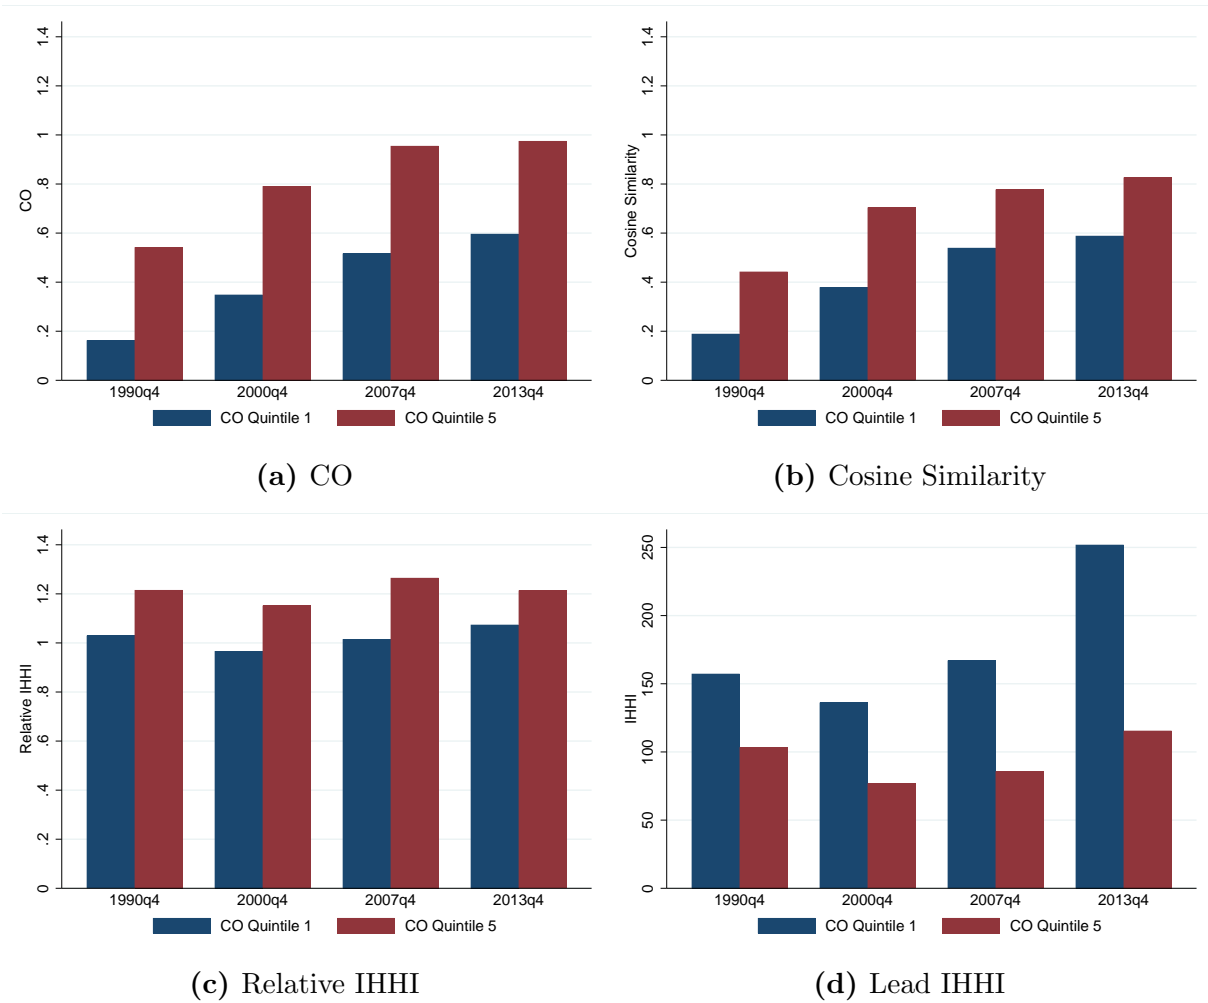 CO
0 .2 .4 .6 .8 1 1.2 1.4
1990q4 2000q4 2007q4 2013q4
CO Quintile 1 CO Quintile 5
(a) CO
Cosine Similarity
0 .2 .4 .6 .8 1 1.2 1.4
1990q4 2000q4 2007q4 2013q4
CO Quintile 1 CO Quintile 5
(b) Cosine Similarity
Relative IHHI
0 .2 .4 .6 .8 1 1.2 1.4
1990q4 2000q4 2007q4 2013q4
CO Quintile 1 CO Quintile 5
(c) Relative IHHI
IHHI
0 50 100 150 200 250
1990q4 2000q4 2007q4 2013q4
CO Quintile 1 CO Quintile 5
(d) Lead IHHI